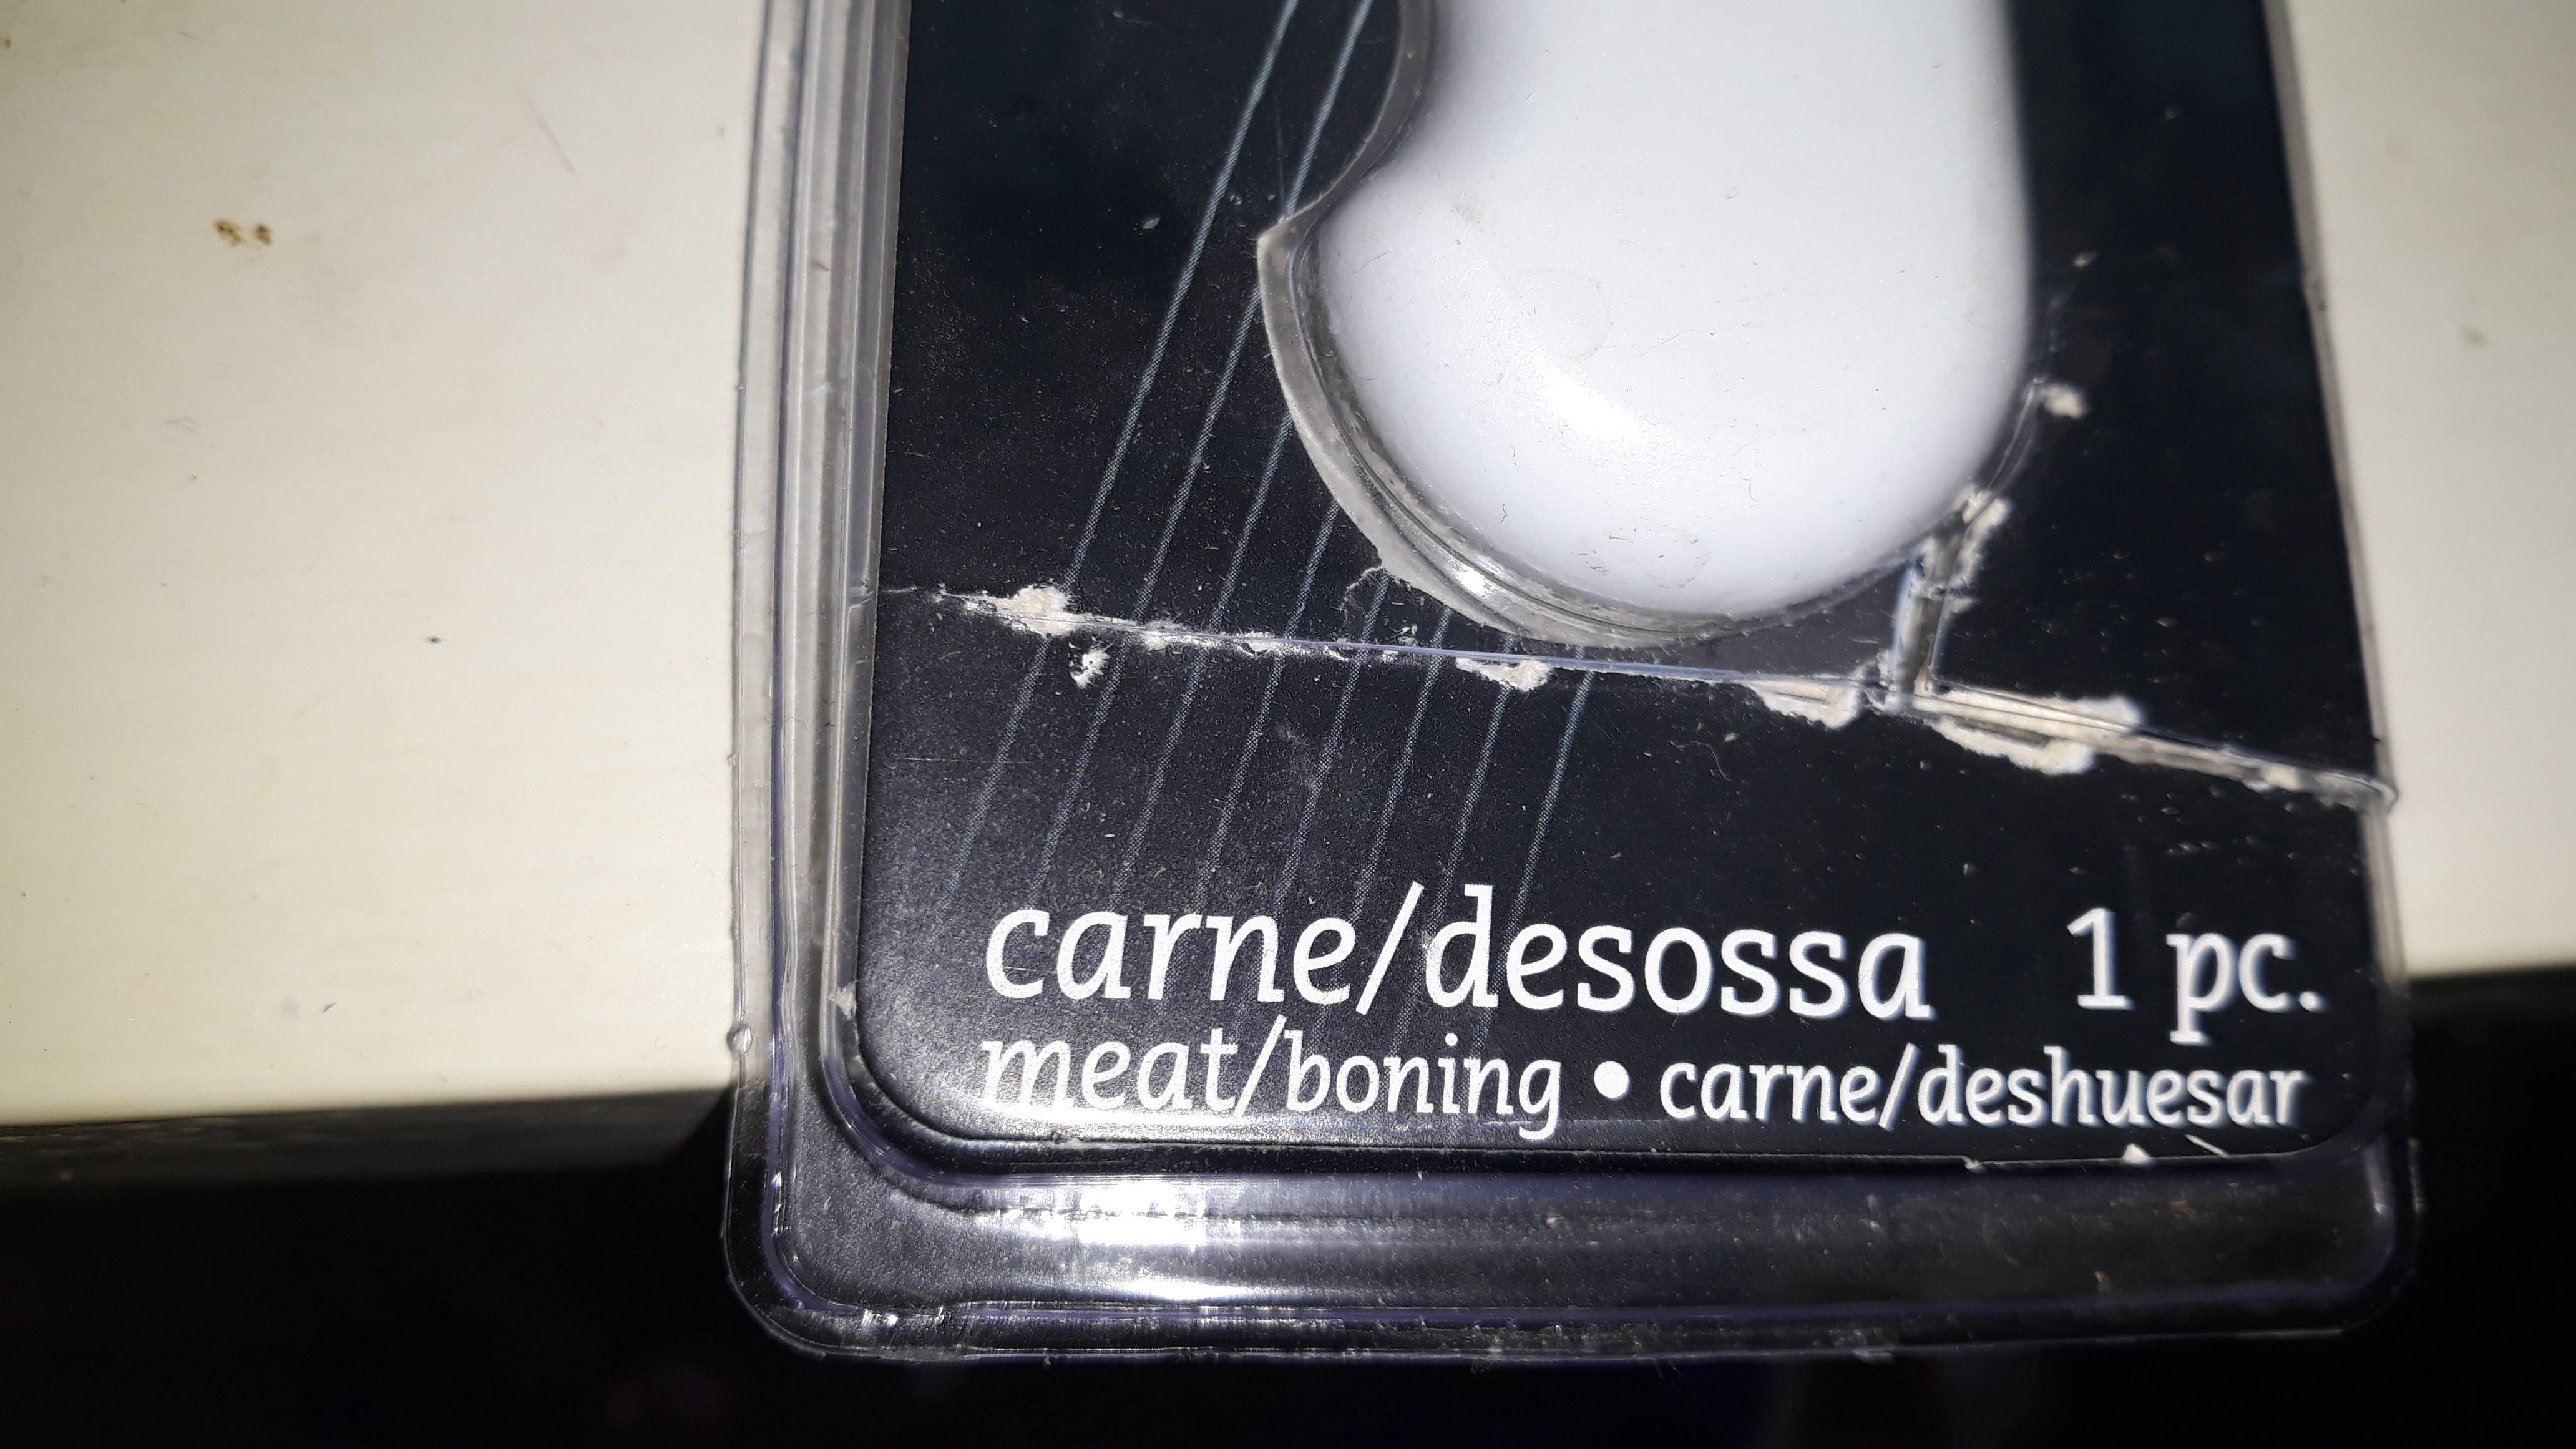 carne/desossa 1 pc.
meat/boning • carne/deshuesar